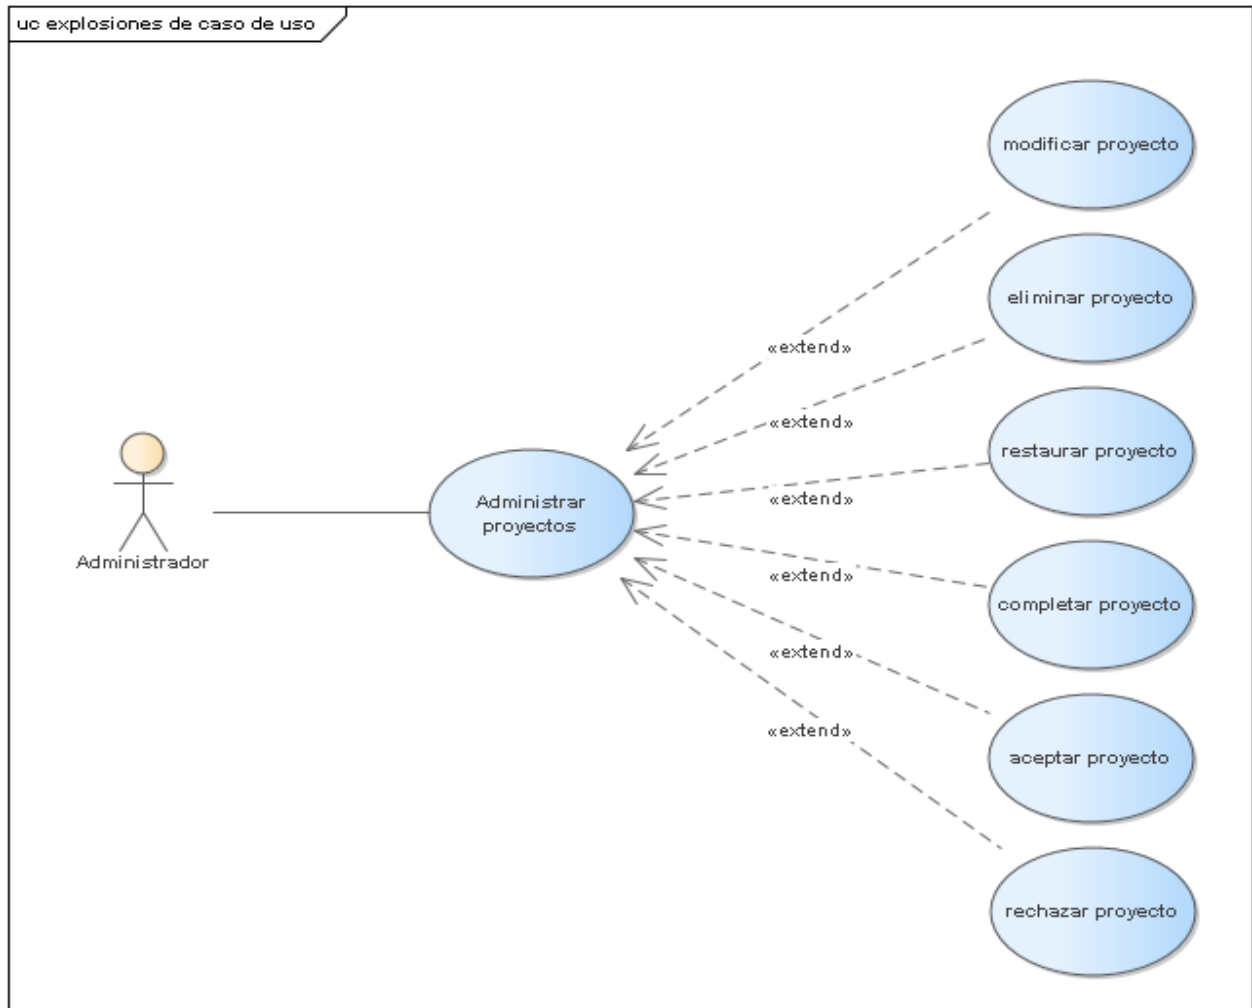 uc explosiones de caso de uso
modificar proyecto
eliminar proyecto
«extend»
«extend»
restaurar proyecto
Administrar
proyectos
«extend»
Administrador
«extend»
completar proyecto
«extend»
aceptar proyecto
«extend»
rechazar proyecto